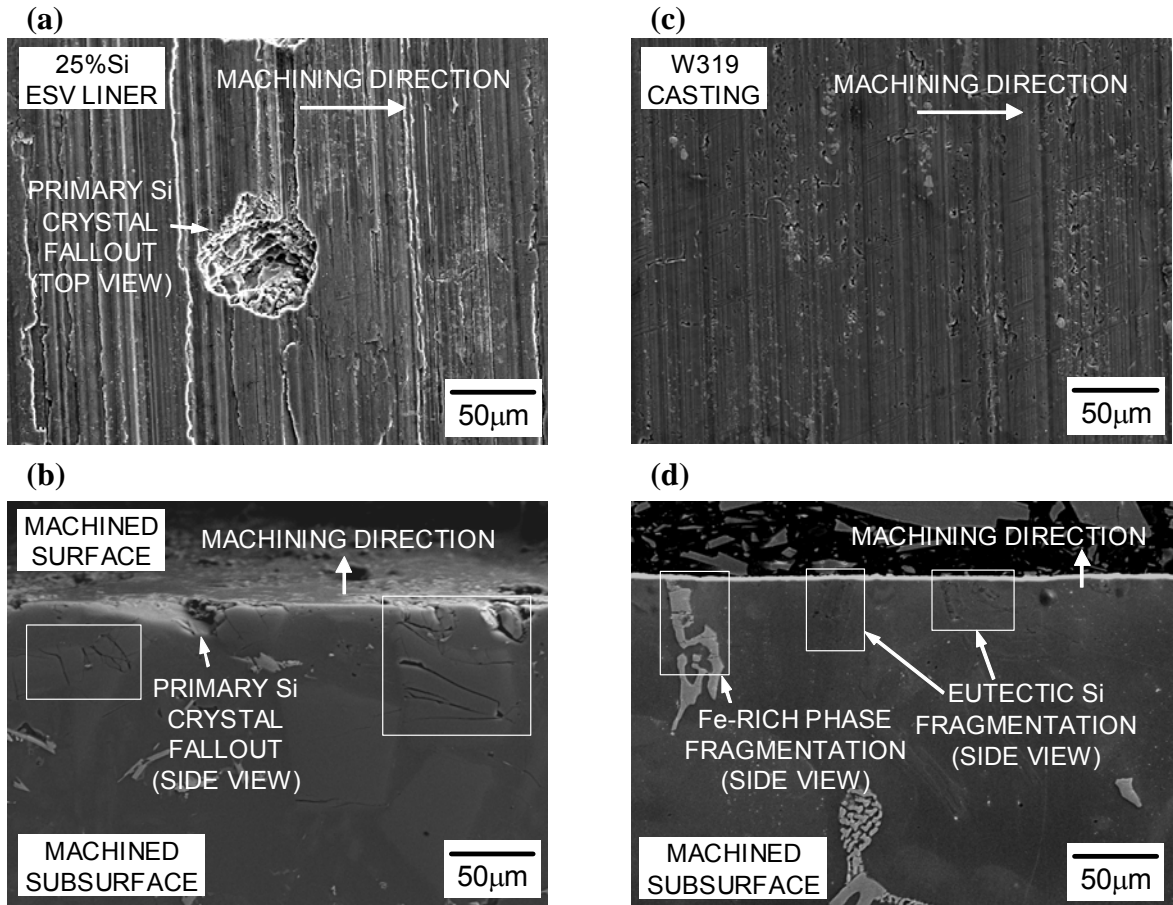 (a)
25%Si
ESV LINER
MACHINING DIRECTION
PRIMARY Si
CRYSTAL
FALLOUT
(TOP VIEW)
50μm
(c)
W319
CASTING
MACHINING DIRECTION
50μm
(b)
MACHINED
SURFACE
MACHINING DIRECTION
PRIMARY Si
CRYSTAL
FALLOUT
(SIDE VIEW)
MACHINED
SUBSURFACE
50μm
(d)
MACHINING DIRECTION
Fe-RICH PHASE
FRAGMENTATION
(SIDE VIEW)
EUTECTIC Si
FRAGMENTATION
(SIDE VIEW)
MACHINED
SUBSURFACE
50μm